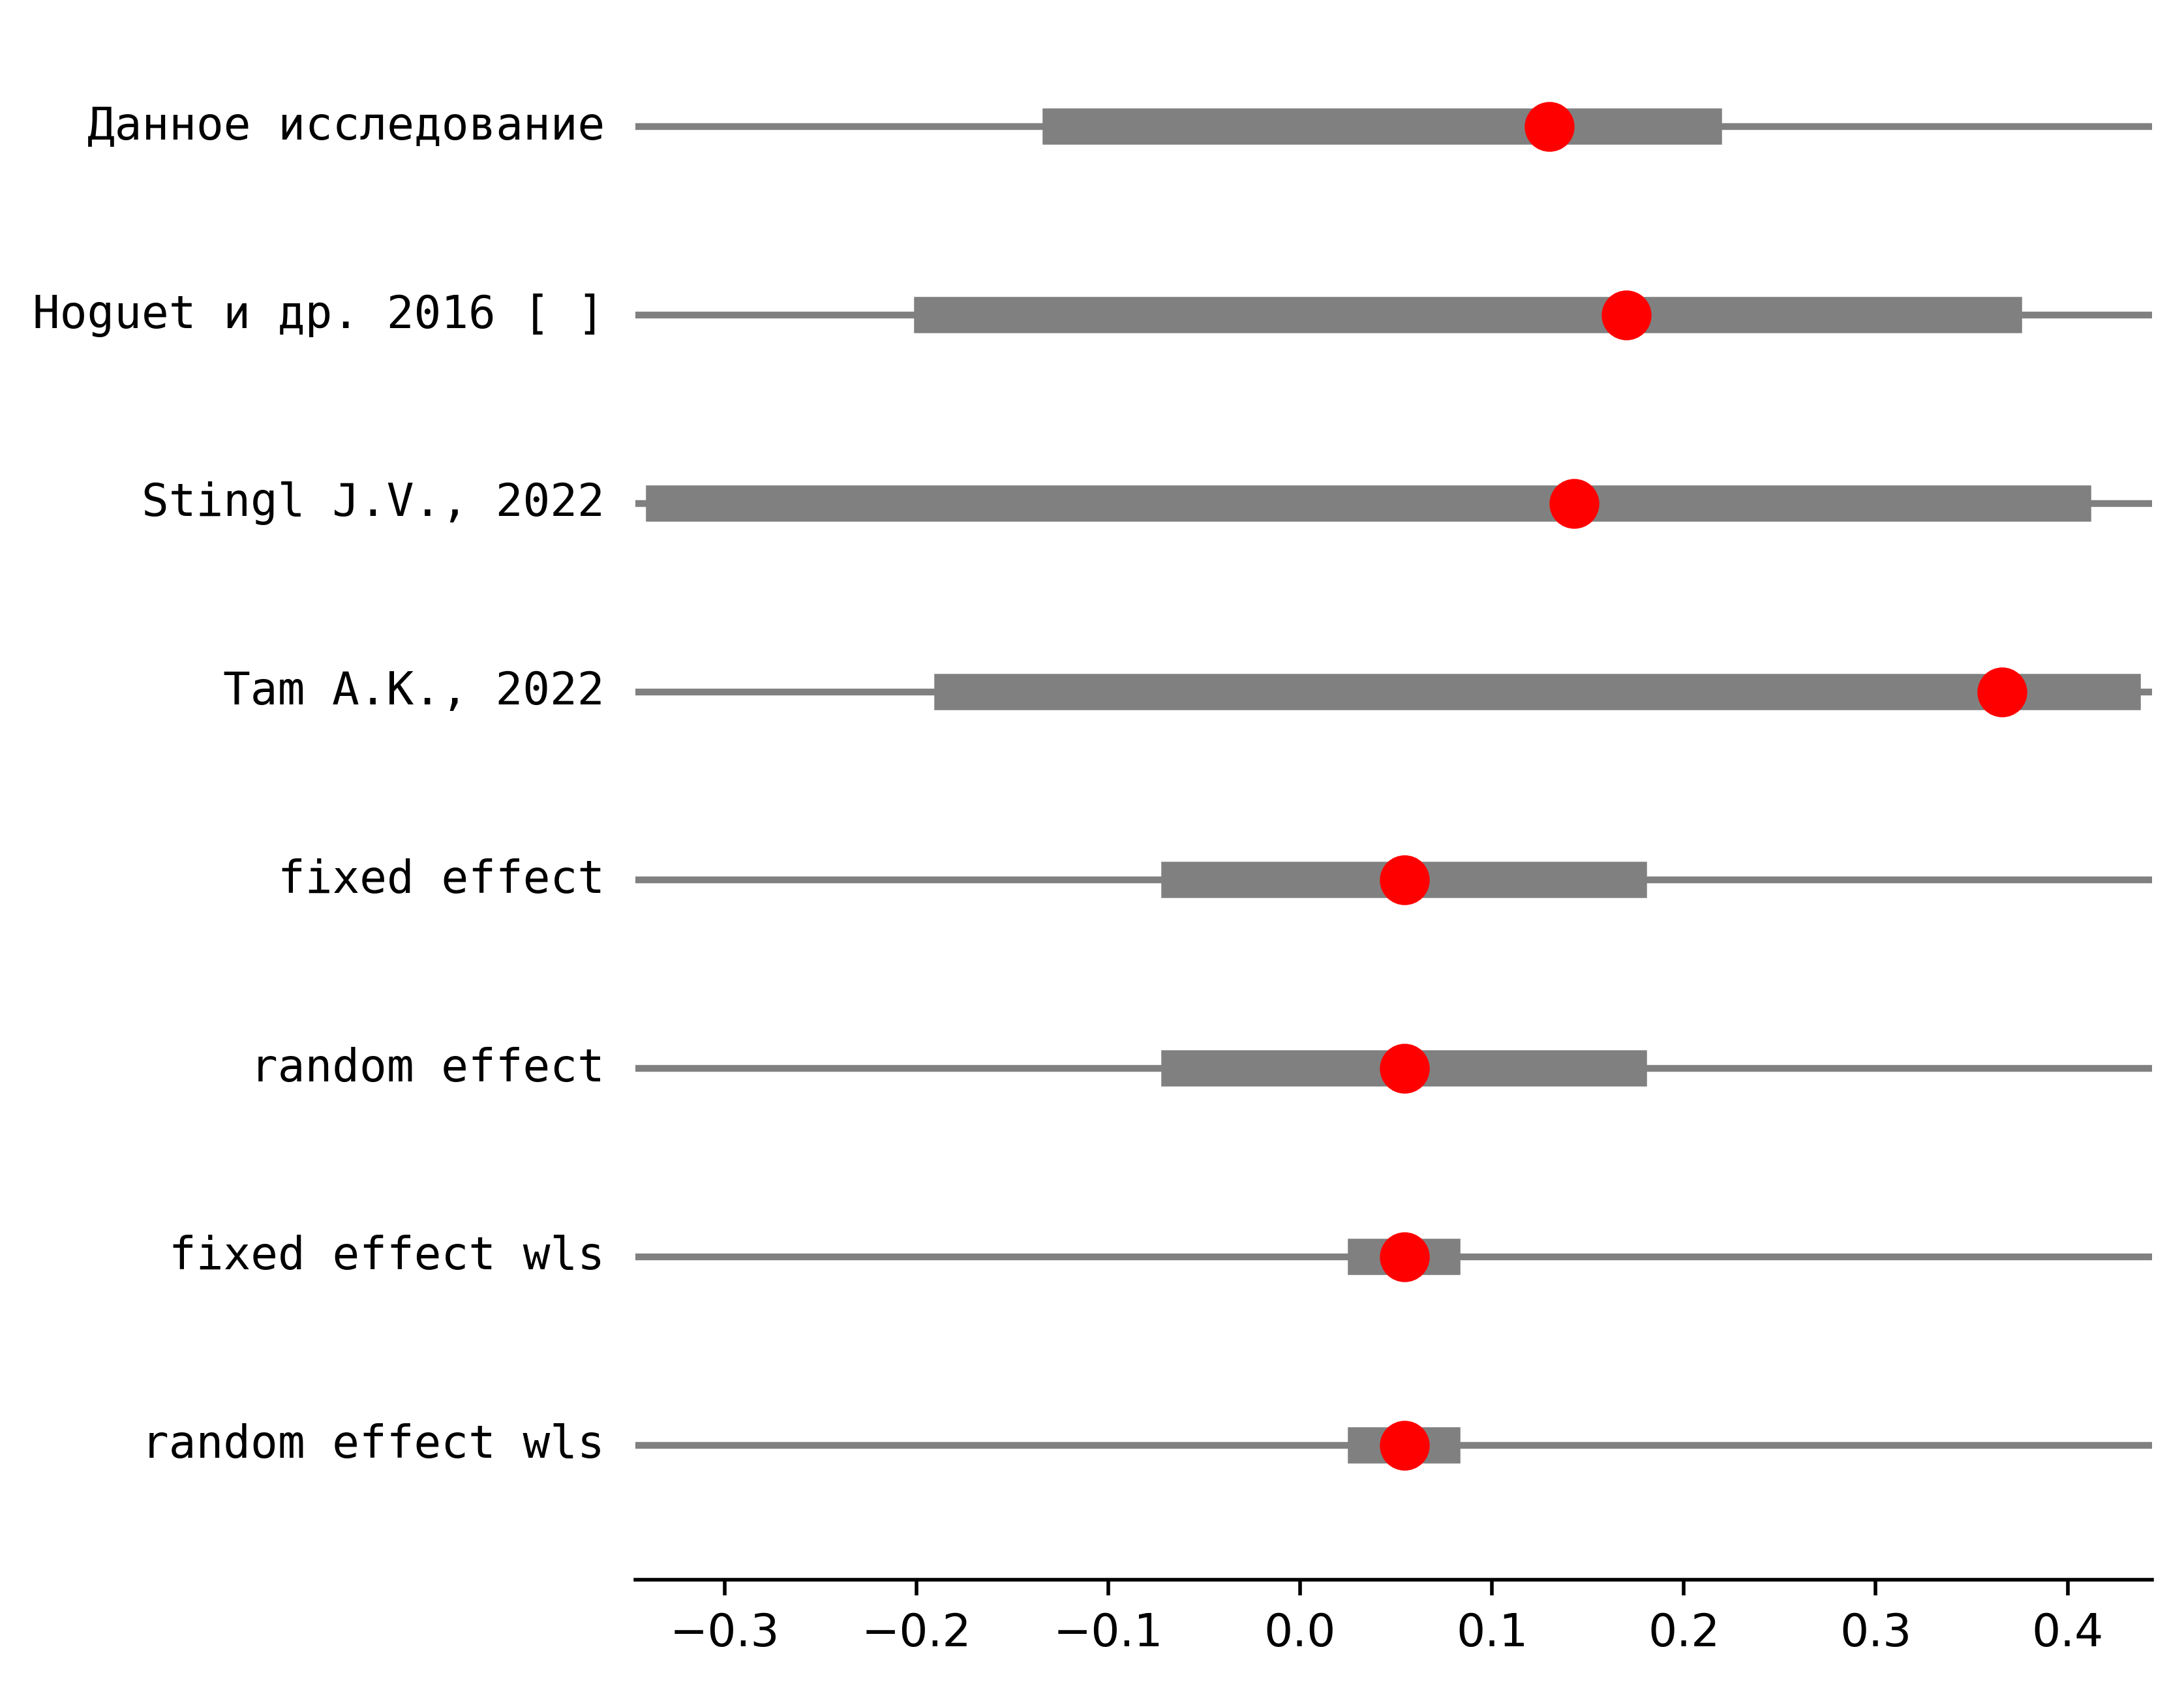 Данное исследование
Hoguet и др. 2016 [ ]
Stingl J.V., 2022
Tam A.K., 2022
fixed effect
random effect
fixed effect wls
random effect wls
−0.3 −0.2 −0.1 0.0 0.1 0.2 0.3 0.4